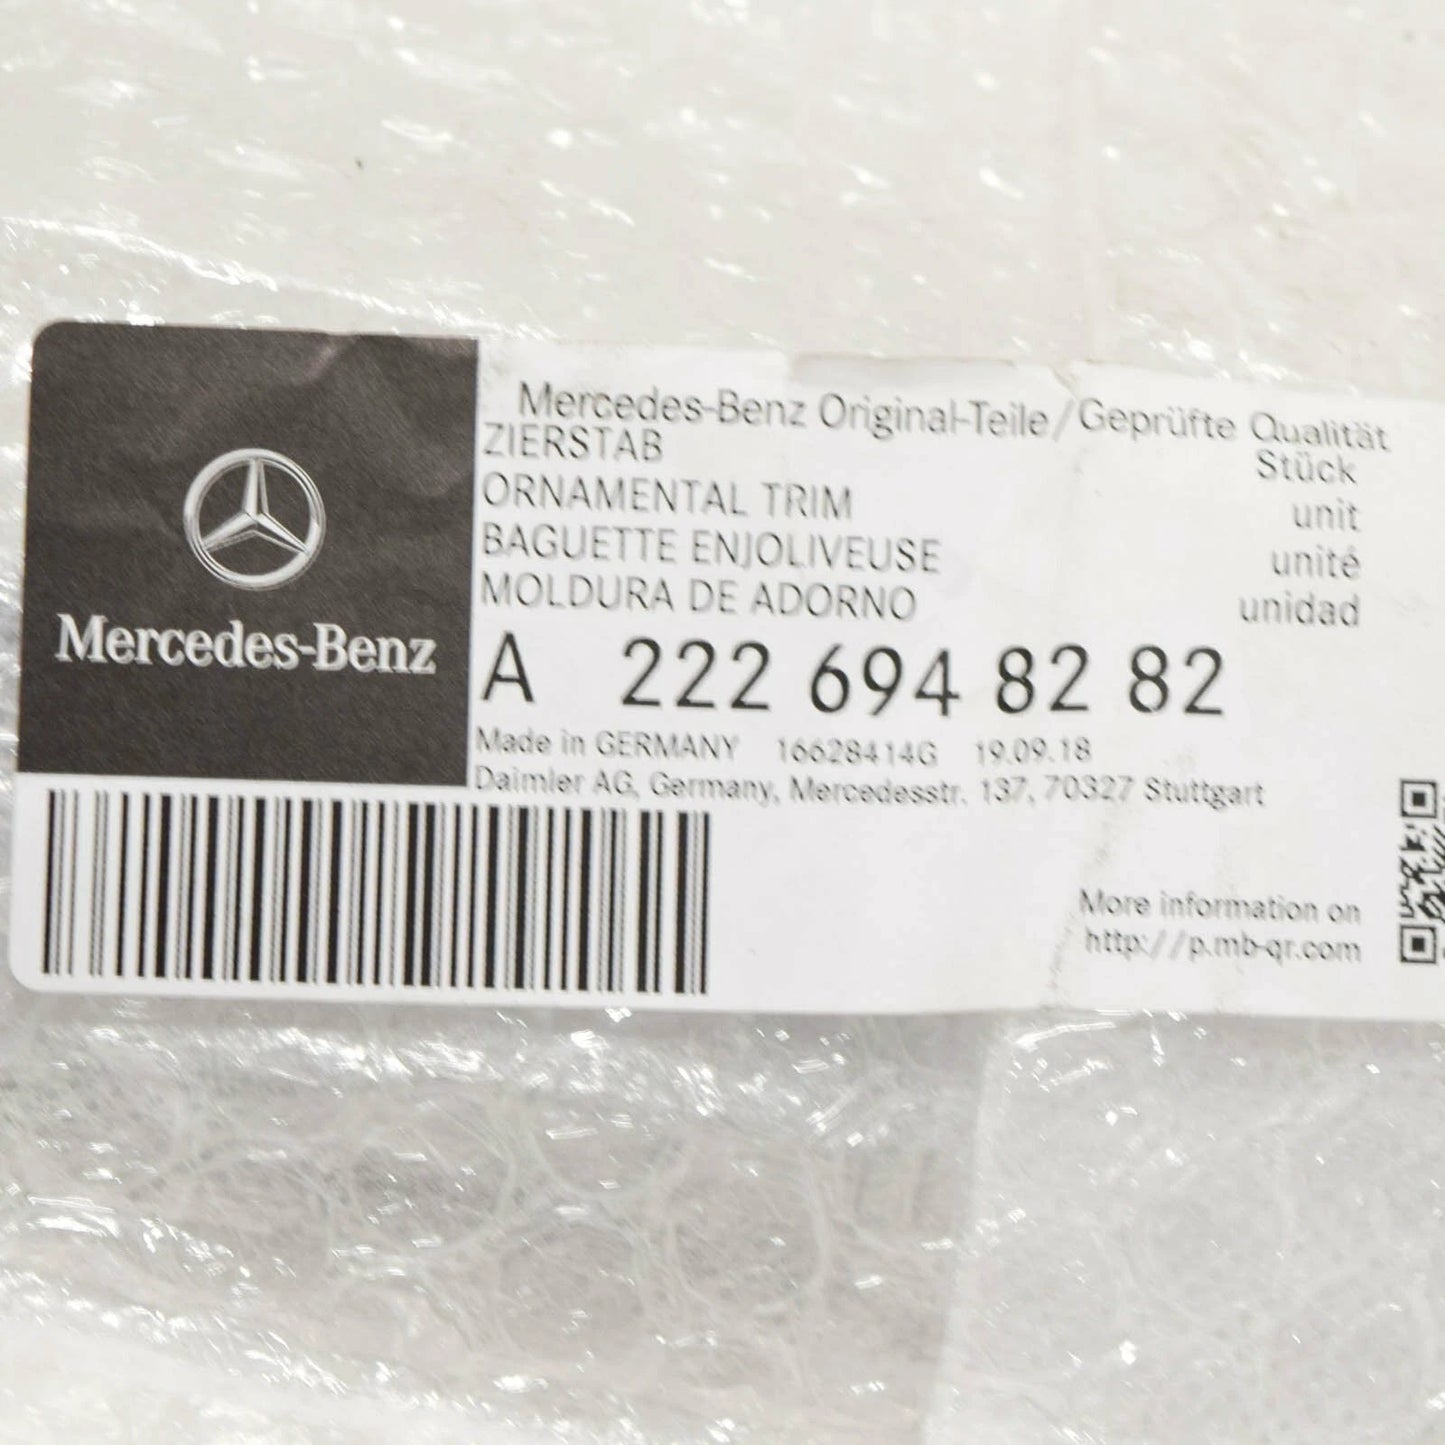 Mercedes-Benz
Mercedes-Benz Original-Teile/Geprüfte Qualität
ZIERSTAB Stück
ORNAMENTAL TRIM unit
BAGUETTE ENJOLIVEUSE unité
MOLDURA DE ADORNO unidad
A 222 694 82 82
Made in GERMANY 16628414G 19.09.18
Daimler AG, Germany, Mercedesstr. 137, 70327 Stuttgart
More information on
http://p.mb-qr.com